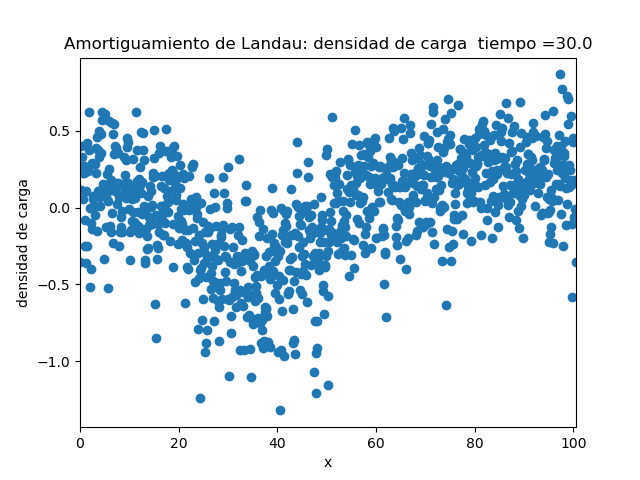 Amortiguamiento de Landau: densidad de carga  tiempo =30.0
densidad de carga
0.5
0.0
−0.5
−1.0
0 20 40 60 80 100
x